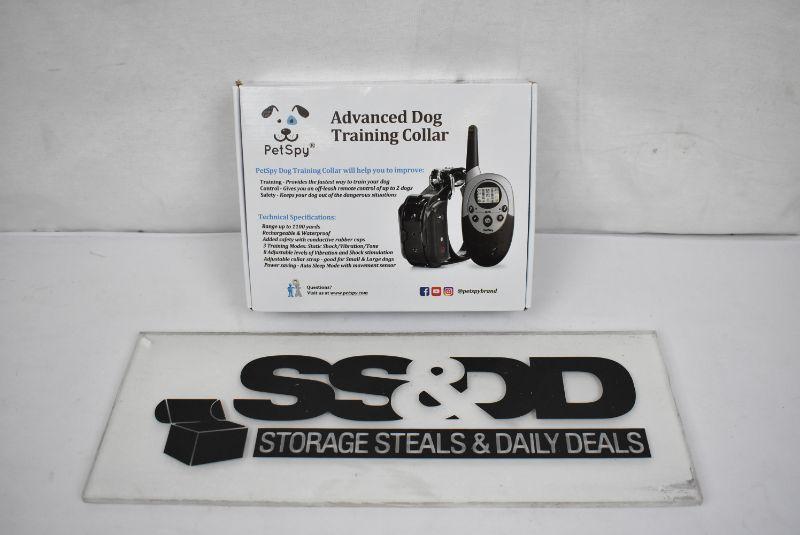 PetSpy®
Advanced Dog
Training Collar
PetSpy Dog Training Collar will help you to improve:
Training - Provides the fastest way to train your dog
Control - Gives you an off-leash remote control of up to 2 dogs
Safety - Keeps your dog out of the dangerous situations
Technical Specifications:
Range up to 1100 yards
Rechargeable & Waterproof
Added safety with conductive rubber caps
3 Training Modes: Static Shock/Vibration/Tone
8 Adjustable levels of Vibration and Shock stimulation
Adjustable collar strap - good for Small & Large dogs
Power saving - Auto Sleep Mode with movement sensor
Questions?
Visit us at www.petspy.com
@petspybrand
SS&DD
STORAGE STEALS & DAILY DEALS